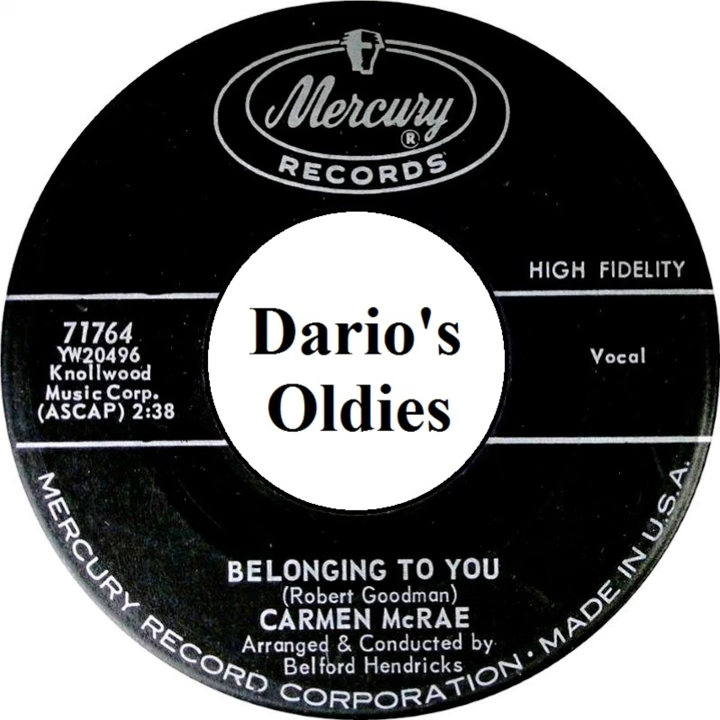 Mercury
®
RECORDS
HIGH FIDELITY
71764
YW20496
Knollwood
Music Corp.
(ASCAP) 2:38
Dario's
Oldies
Vocal
BELONGING TO YOU
(Robert Goodman)
CARMEN McRAE
Arranged & Conducted by
Belford Hendricks
MERCURY RECORD CORPORATION • MADE IN U.S.A.